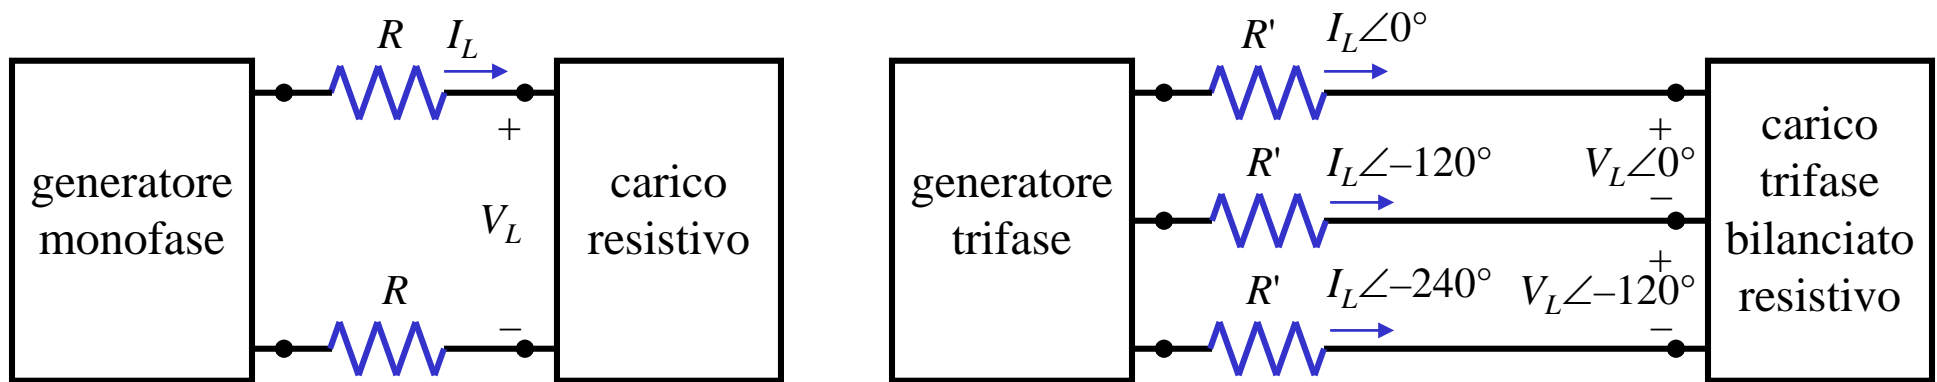 R
I_L
generatore
monofase
+
V_L
–
R
carico
resistivo
generatore
trifase
R'
I_L∠0°
R'
I_L∠–120°
R'
I_L∠–240°
+
V_L∠0°
–
+
V_L∠–120°
–
carico
trifase
bilanciato
resistivo